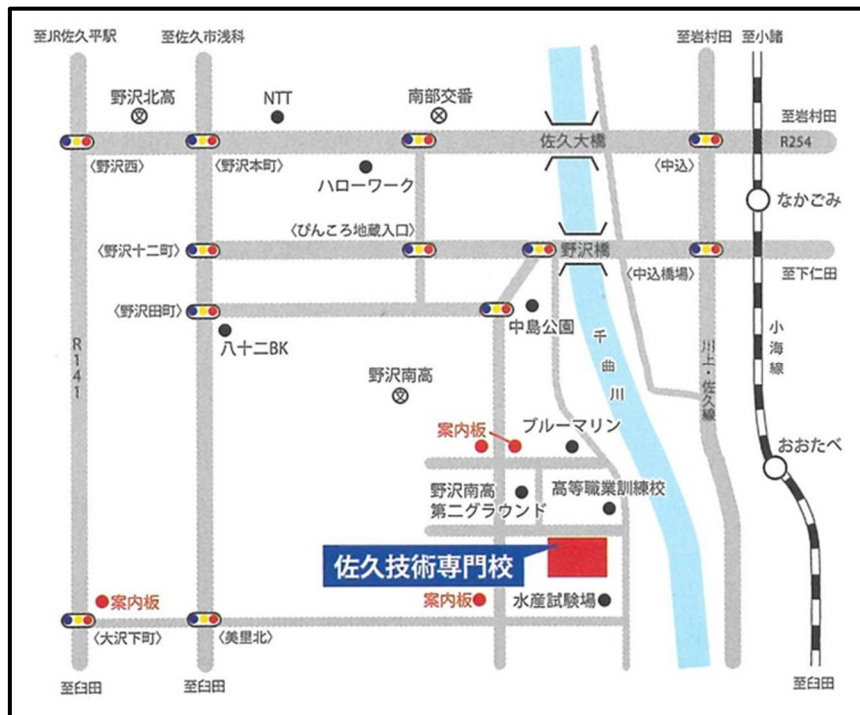 至JR佐久平駅
至佐久市浅科
至岩村田
至小諸
野沢北高
NTT
南部交番
至岩村田
佐久大橋
R254
〈野沢西〉
〈野沢本町〉
〈中込〉
ハローワーク
なかごみ
〈ぴんころ地蔵入口〉
〈野沢十二町〉
野沢橋
〈中込橋場〉
至下仁田
〈野沢田町〉
中島公園
八十二BK
R141
千曲川
川上・佐久線
小海線
野沢南高
案内板
ブルーマリン
おおたべ
野沢南高
第二グラウンド
高等職業訓練校
佐久技術専門校
案内板
案内板
水産試験場
〈大沢下町〉
〈美里北〉
至臼田
至臼田
至臼田